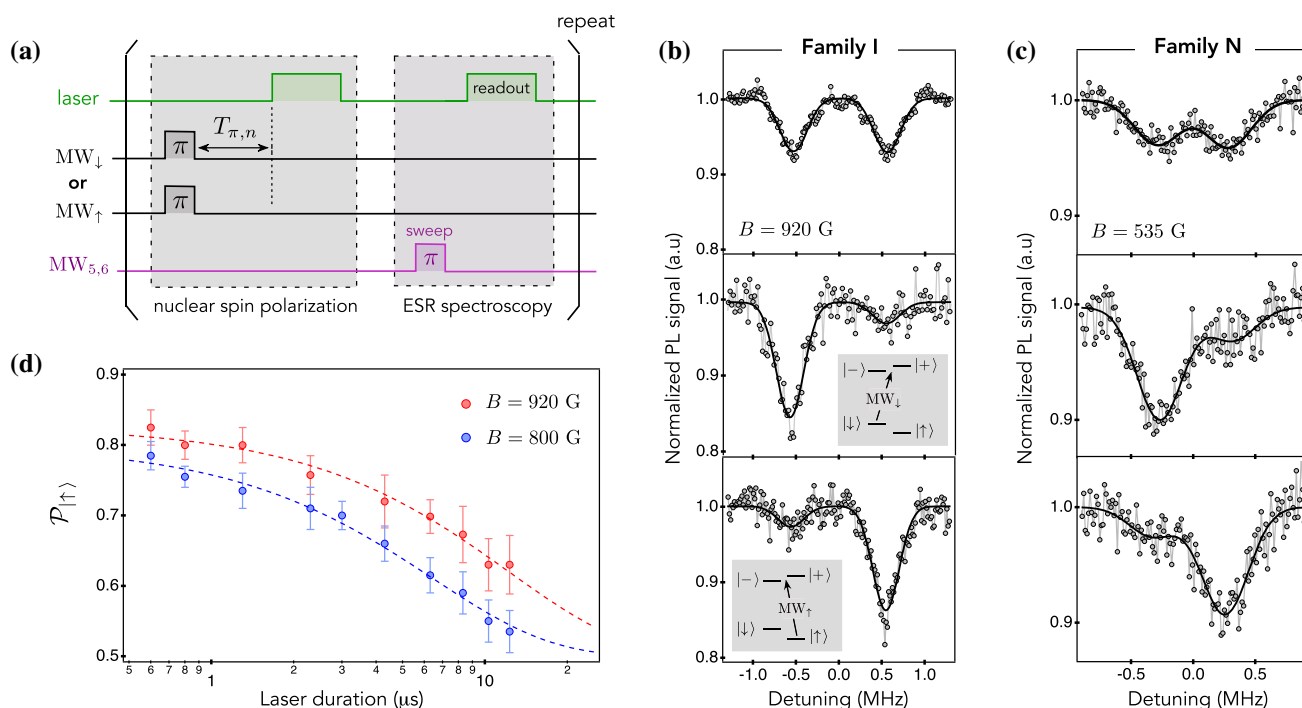 (a)
repeat
laser
readout
π
T_{π,n}
MW↓
or
π
MW↑
sweep
π
MW_{5,6}
nuclear spin polarization
ESR spectroscopy
(b)
Family I
1.0
0.9
B = 920 G
0.8
1.0
0.9
|−⟩ |+⟩
MW↓
|↓⟩ |↑⟩
0.8
1.0
0.9
|−⟩ |+⟩
MW↑
|↓⟩ |↑⟩
0.8
Normalized PL signal (a.u)
-1.0 -0.5 0.0 0.5 1.0
Detuning (MHz)
(c)
Family N
1.0
0.9
B = 535 G
1.0
0.9
1.0
0.9
Normalized PL signal (a.u)
-0.5 0.0 0.5
Detuning (MHz)
(d)
0.9
0.8
0.7
0.6
0.5
P_{|↑⟩}
B = 920 G
B = 800 G
5 6 7 8 9 1 2 3 4 5 6 7 8 9 10 2
Laser duration (μs)